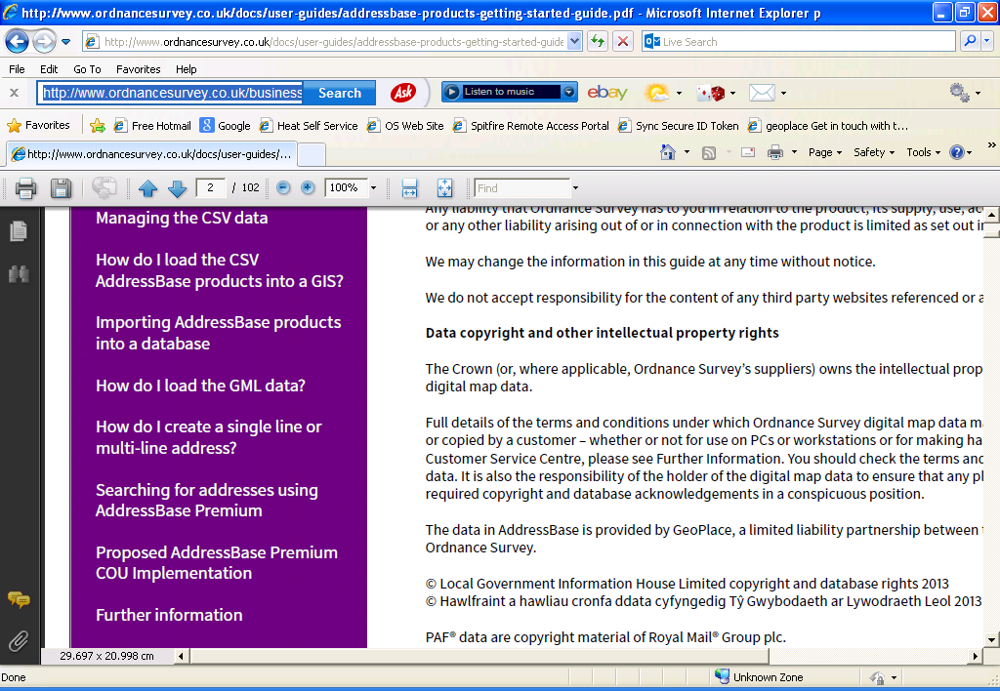 http://www.ordnancesurvey.co.uk/docs/user-guides/addressbase-products-getting-started-guide.pdf - Microsoft Internet Explorer p
http://www.ordnancesurvey.co.uk/docs/user-guides/addressbase-products-getting-started-guide
Live Search
File Edit Go To Favorites Help
x http://www.ordnancesurvey.co.uk/business Search Ask Listen to music ebay
Favorites Free Hotmail Google Heat Self Service OS Web Site Spitfire Remote Access Portal Sync Secure ID Token geoplace Get in touch with t...
http://www.ordnancesurvey.co.uk/docs/user-guides/... Page Safety Tools »
2 / 102 100% Find
Managing the CSV data
How do I load the CSV
AddressBase products into a GIS?
Importing AddressBase products
into a database
How do I load the GML data?
How do I create a single line or
multi-line address?
Searching for addresses using
AddressBase Premium
Proposed AddressBase Premium
COU Implementation
Further information
Any liability that Ordnance Survey has to you in relation to the product, its supply, use, ac
or any other liability arising out of or in connection with the product is limited as set out i
We may change the information in this guide at any time without notice.
We do not accept responsibility for the content of any third party websites referenced or a
Data copyright and other intellectual property rights
The Crown (or, where applicable, Ordnance Survey's suppliers) owns the intellectual prop
digital map data.
Full details of the terms and conditions under which Ordnance Survey digital map data m
or copied by a customer – whether or not for use on PCs or workstations or for making ha
Customer Service Centre, please see Further Information. You should check the terms and
data. It is also the responsibility of the holder of the digital map data to ensure that any pl
required copyright and database acknowledgements in a conspicuous position.
The data in AddressBase is provided by GeoPlace, a limited liability partnership between
Ordnance Survey.
© Local Government Information House Limited copyright and database rights 2013
© Hawlfraint a hawliau cronfa ddata cyfyngedig Tŷ Gwybodaeth ar Lywodraeth Leol 2013
PAF® data are copyright material of Royal Mail® Group plc.
29.697 x 20.998 cm
Done
Unknown Zone